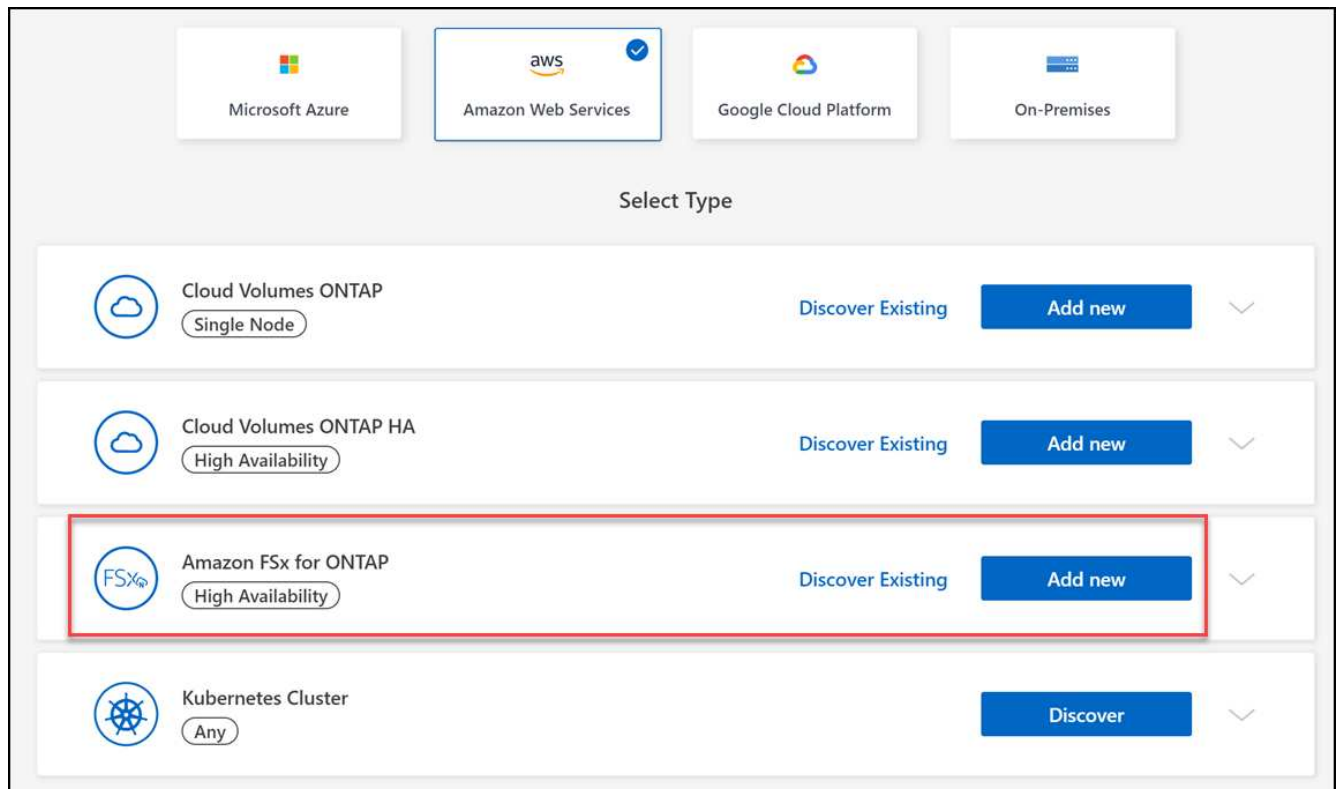 aws
Microsoft Azure
Amazon Web Services
Google Cloud Platform
On-Premises
Select Type
Cloud Volumes ONTAP
Single Node
Discover Existing
Add new
Cloud Volumes ONTAP HA
High Availability
Discover Existing
Add new
FSx
Amazon FSx for ONTAP
High Availability
Discover Existing
Add new
Kubernetes Cluster
Any
Discover